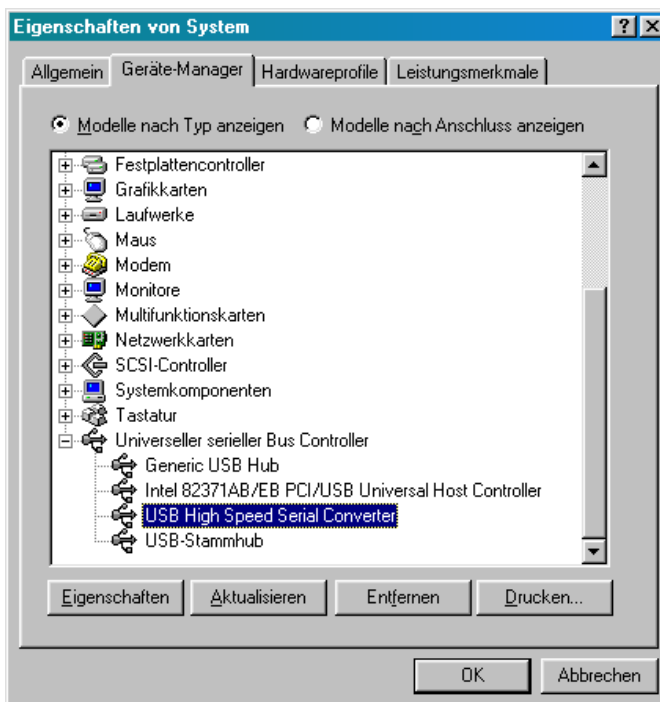 Eigenschaften von System
Allgemein Geräte-Manager Hardwareprofile Leistungsmerkmale
Modelle nach Typ anzeigen Modelle nach Anschluss anzeigen
Festplattencontroller
Grafikkarten
Laufwerke
Maus
Modem
Monitore
Multifunktionskarten
Netzwerkkarten
SCSI-Controller
Systemkomponenten
Tastatur
Universeller serieller Bus Controller
Generic USB Hub
Intel 82371AB/EB PCI/USB Universal Host Controller
USB High Speed Serial Converter
USB-Stammhub
Eigenschaften Aktualisieren Entfernen Drucken...
OK Abbrechen